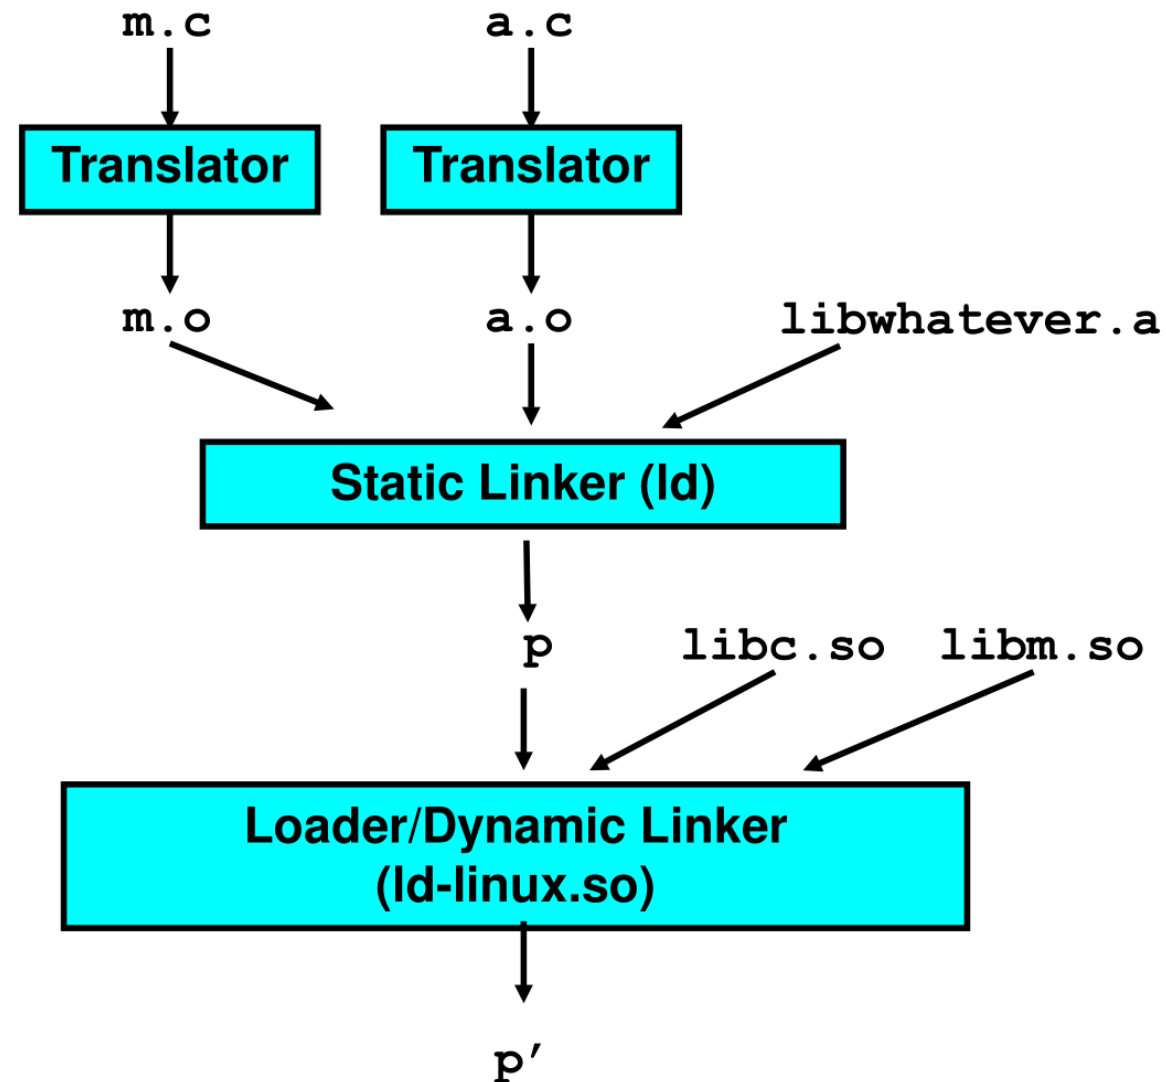 m.c
a.c
Translator
Translator
m.o
a.o
libwhatever.a
Static Linker (ld)
p
libc.so
libm.so
Loader/Dynamic Linker
(ld-linux.so)
p′